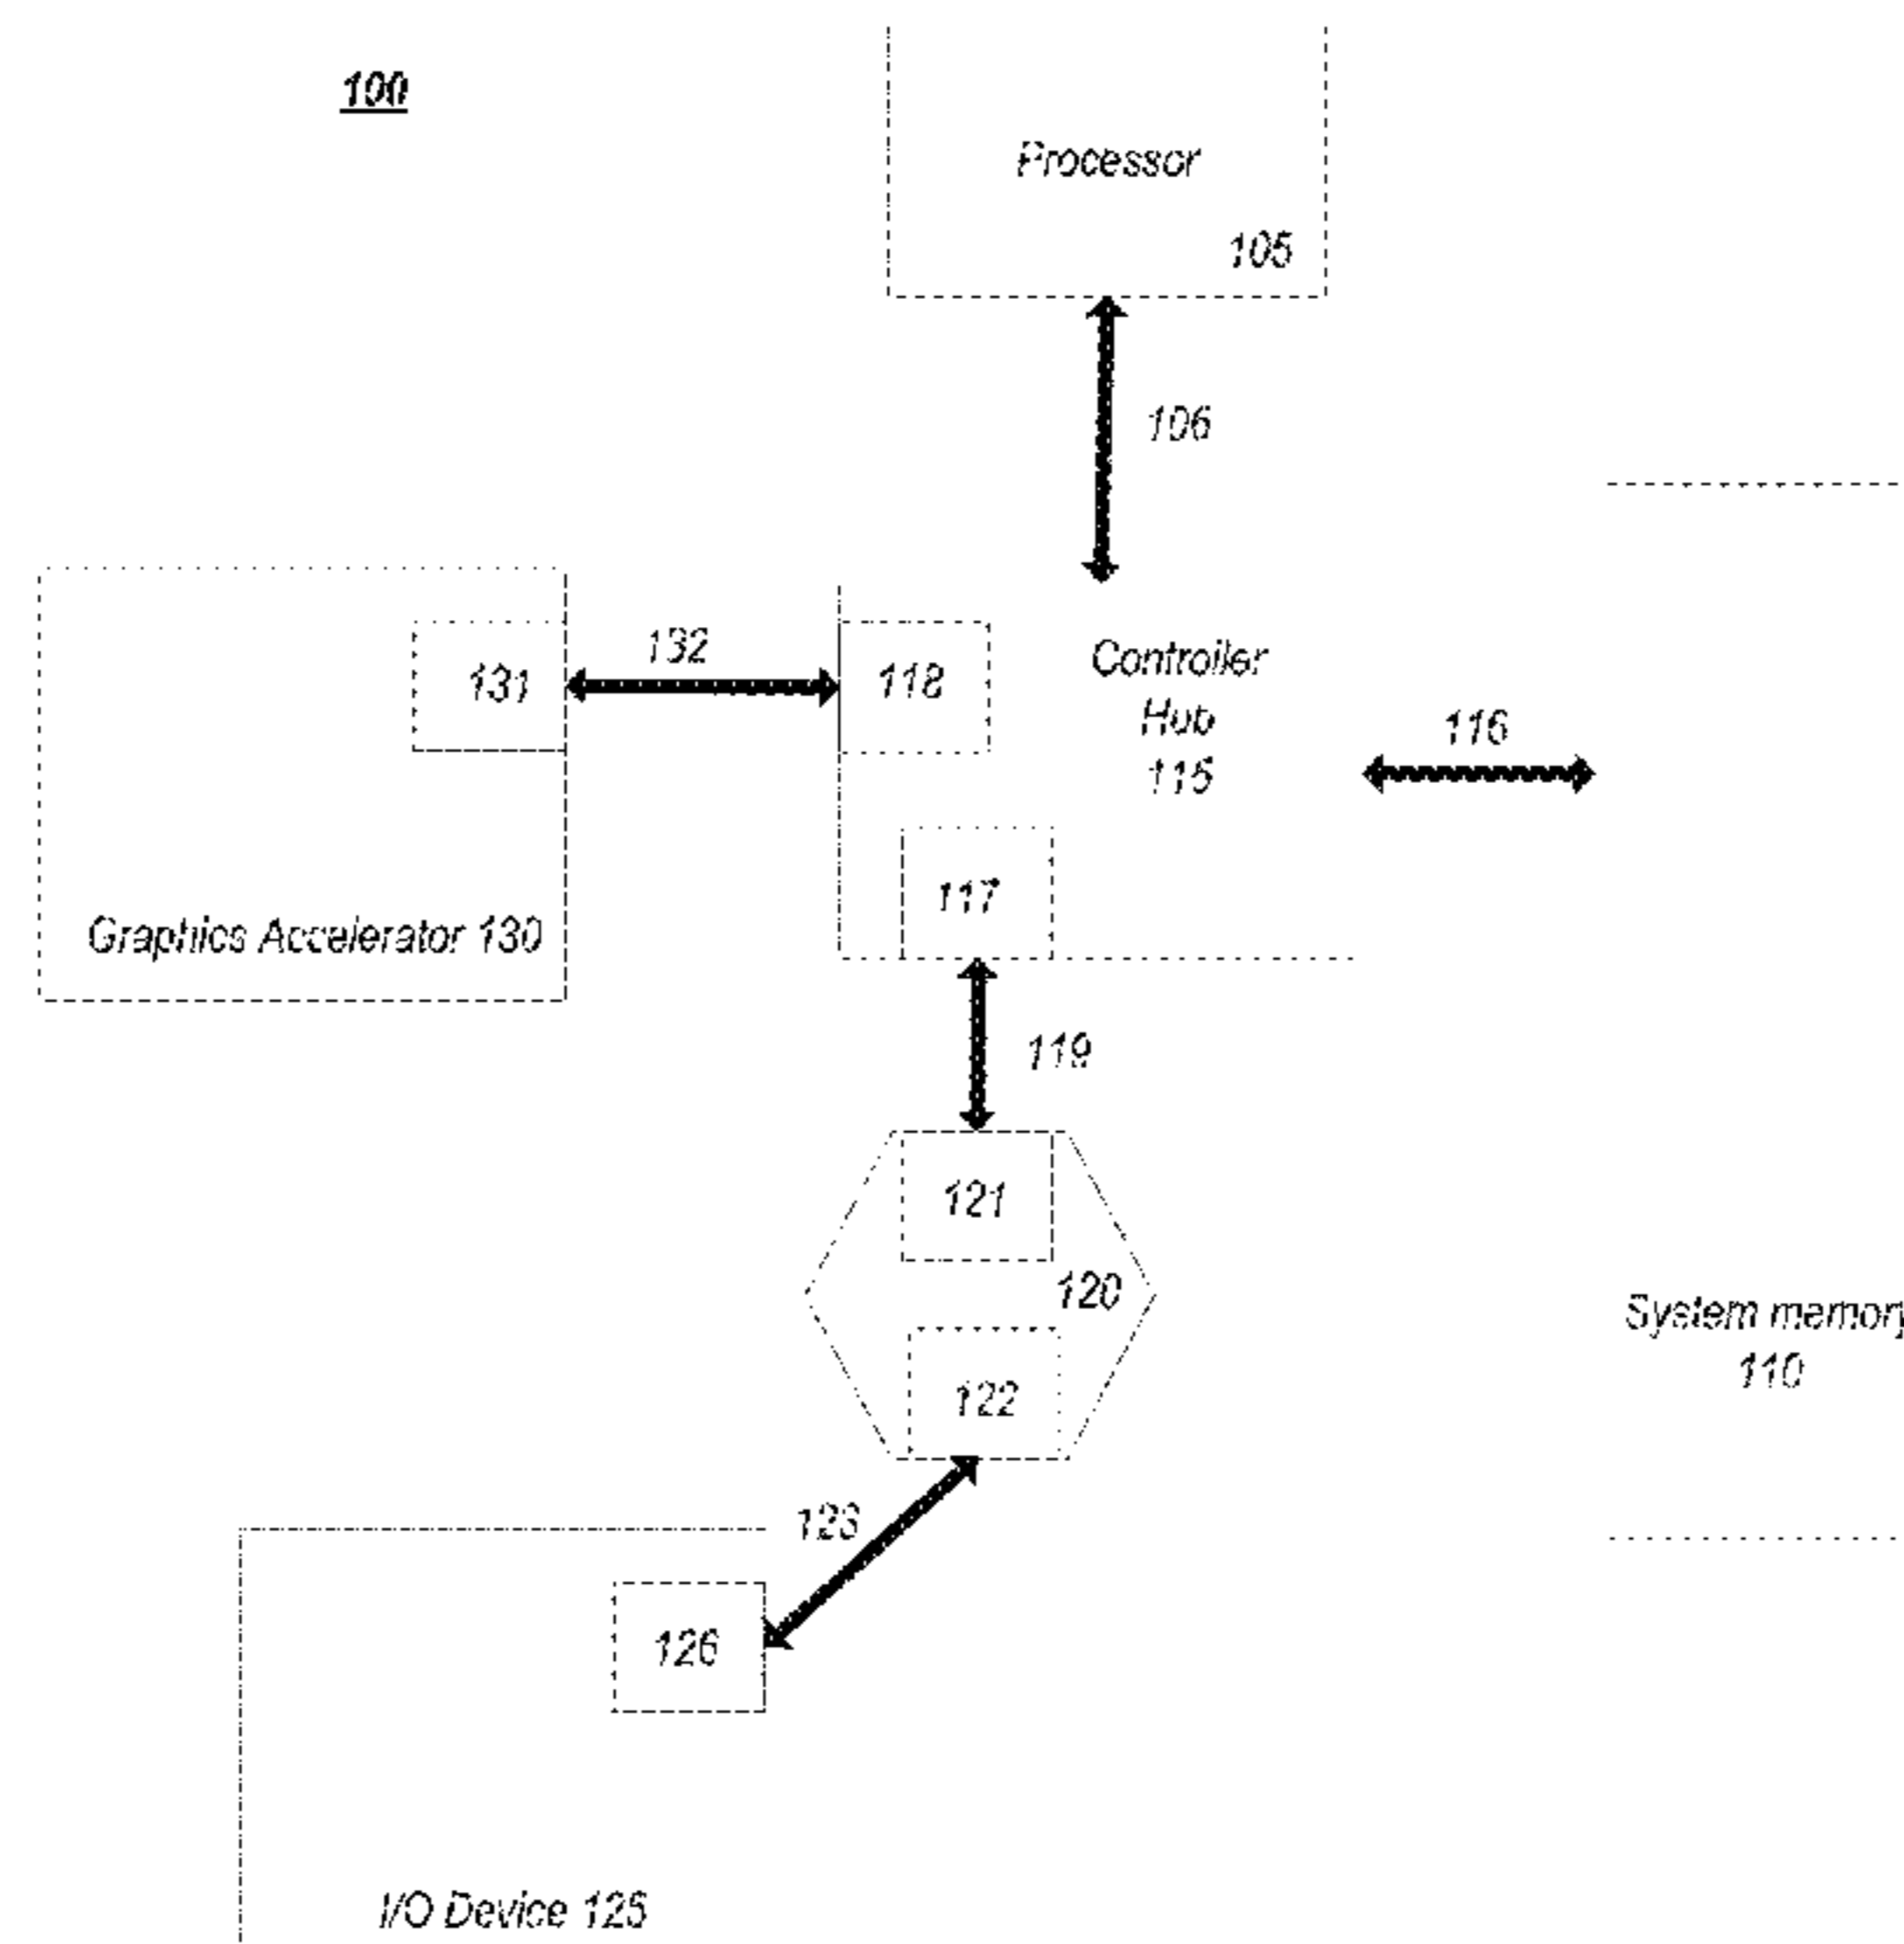 100
Processor
105
106
132
131
118
Controller
Hub
115
116
117
Graphics Accelerator 130
119
121
120
122
System memory
110
123
126
I/O Device 125